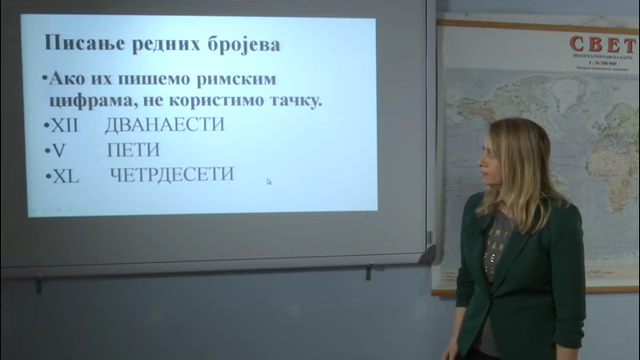 Писање редних бројева
•Ако их пишемо римским
цифрама, не користимо тачку.
•XII ДВАНАЕСТИ
•V ПЕТИ
•XL ЧЕТРДЕСЕТИ
СВЕТ